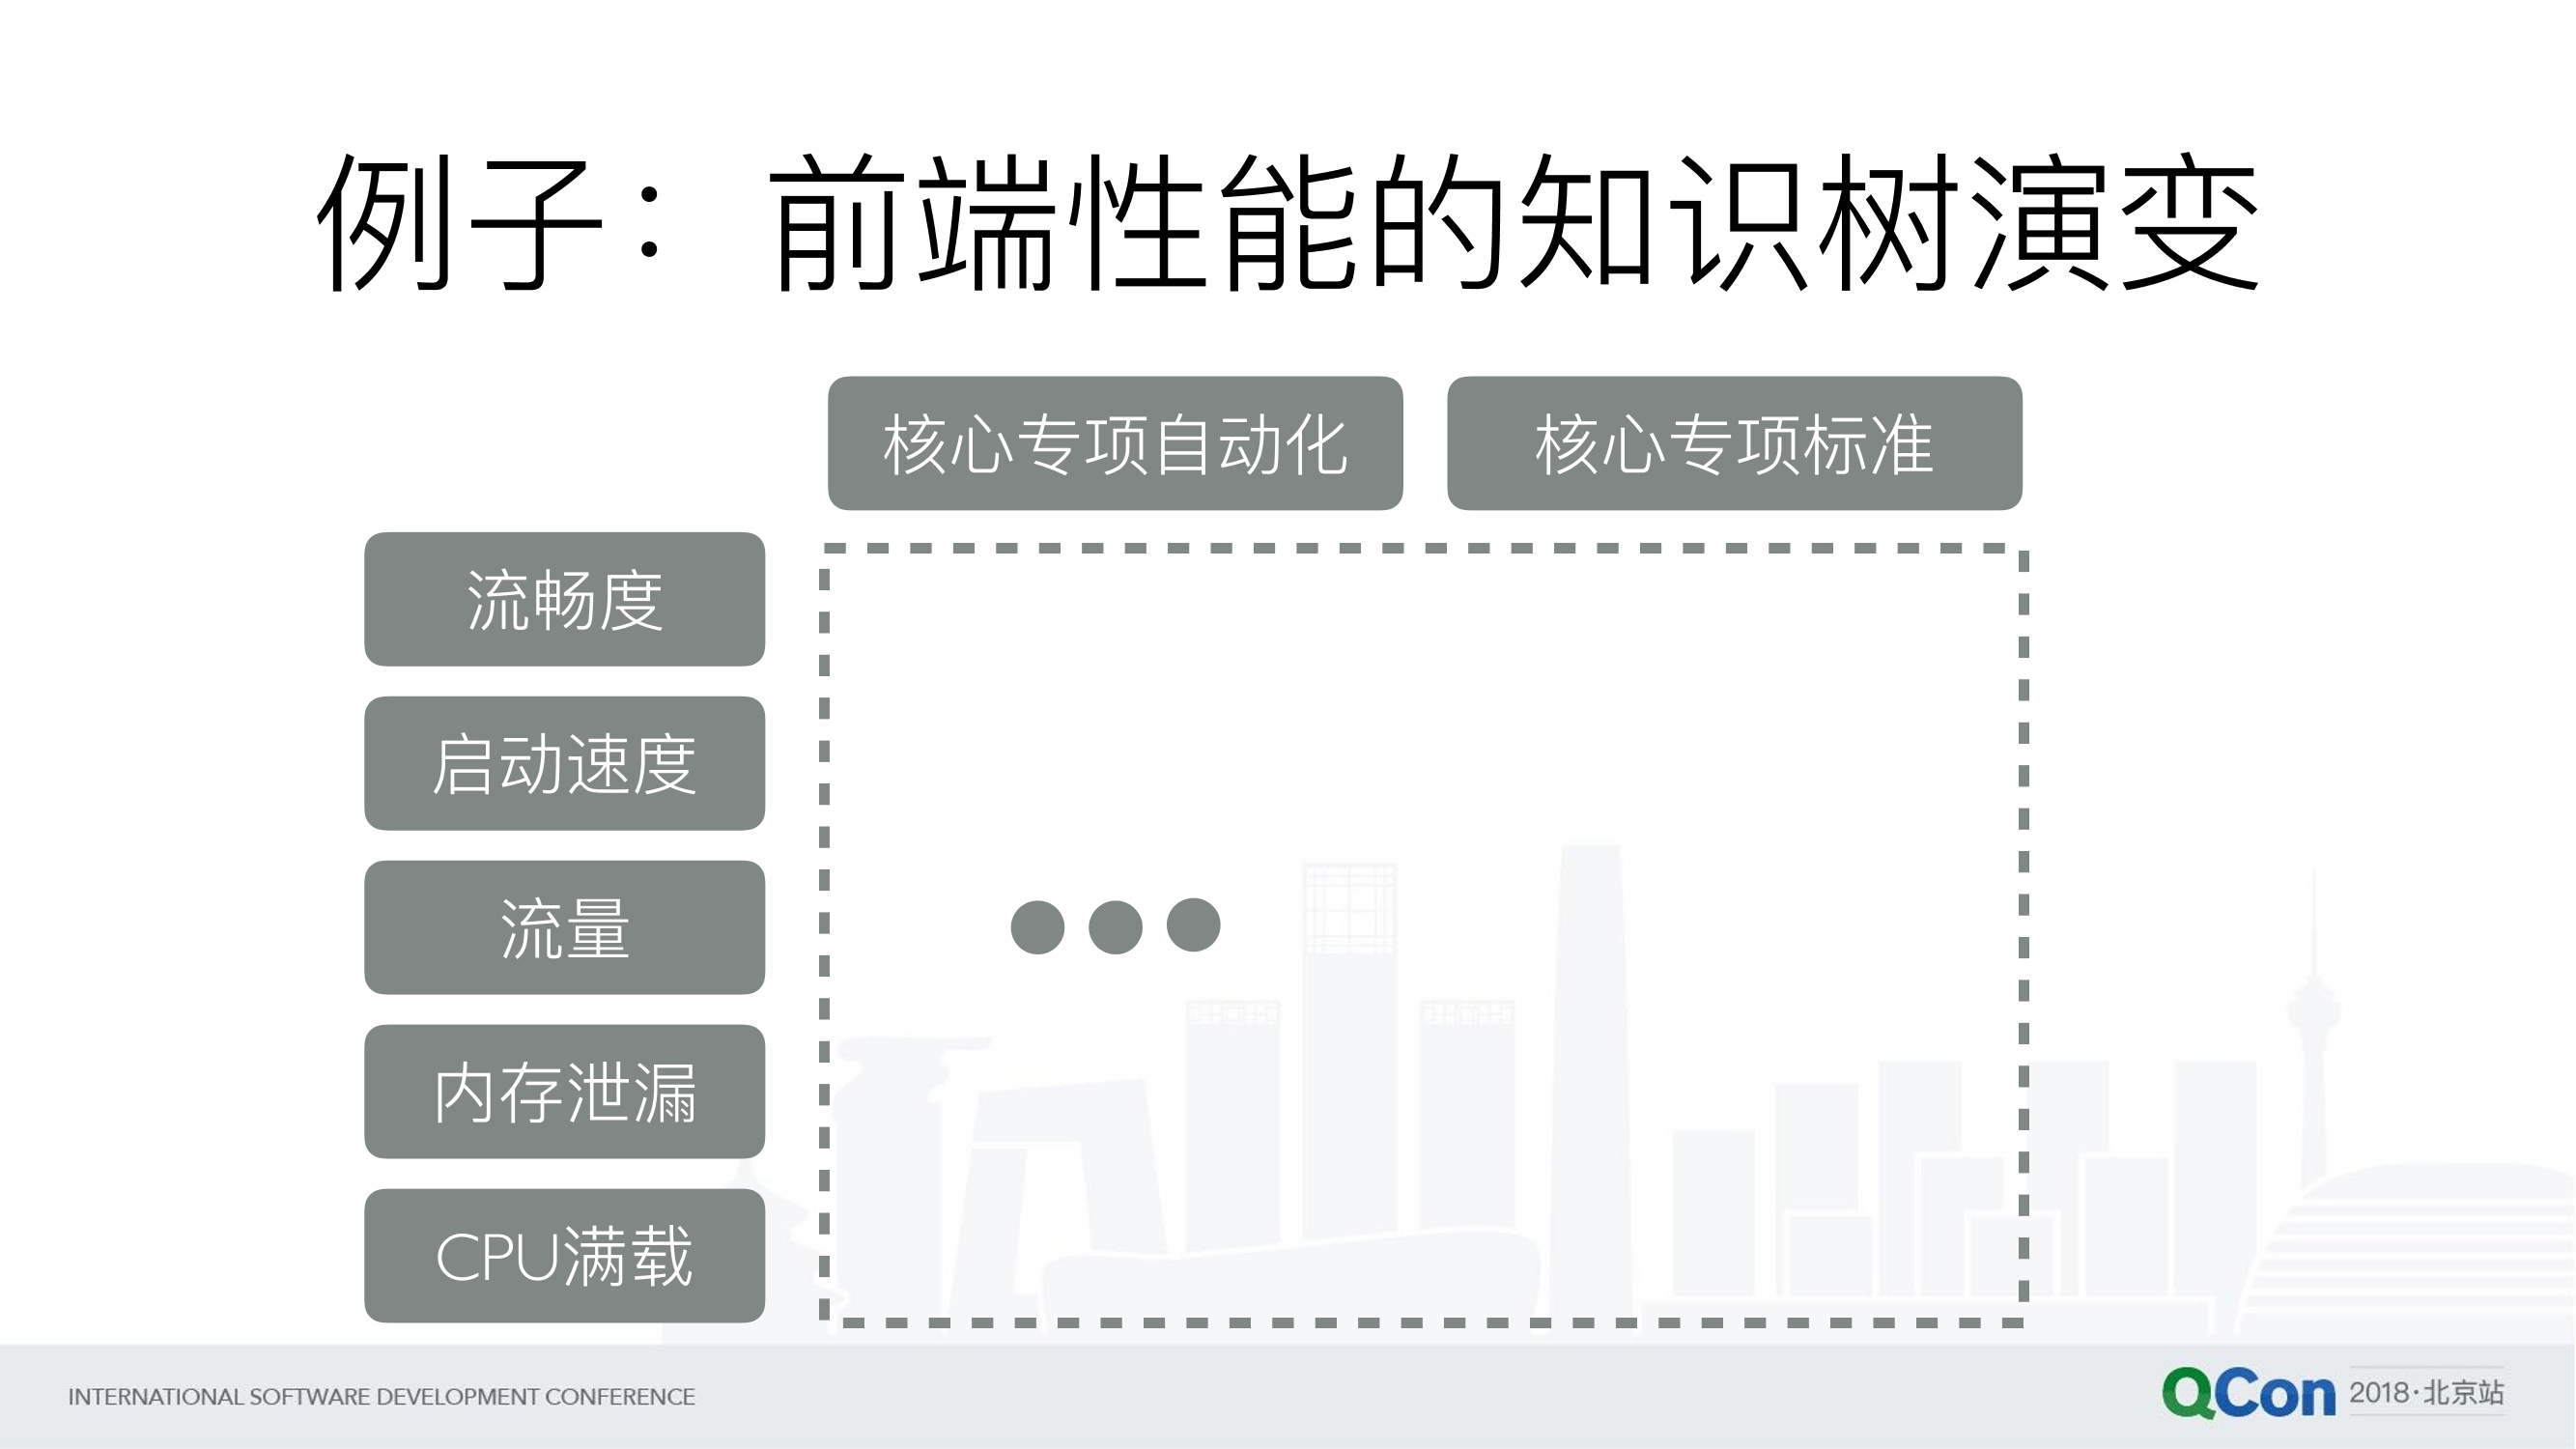 例子：前端性能的知识树演变
核心专项自动化 核心专项标准
流畅度
启动速度
流量
内存泄漏
CPU满载
INTERNATIONAL SOFTWARE DEVELOPMENT CONFERENCE
QCon 2018·北京站